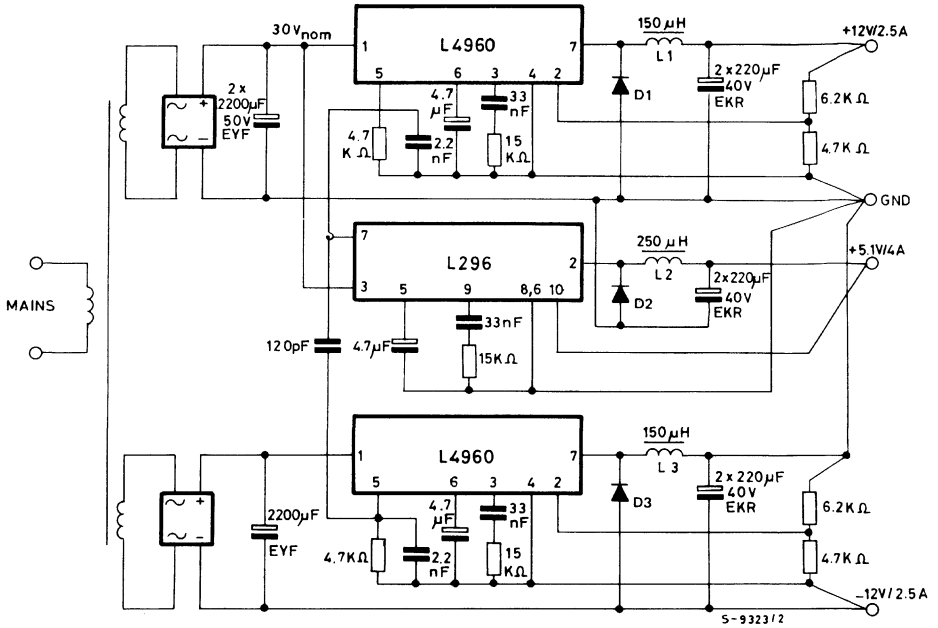 30Vnom
1
L4960
7
5
6
3
4
2
150µH
L1
+12V/2.5A
2 x
2200µF
50V
EYF
+
−
4.7
µF
33
nF
D1
2x220µF
40V
EKR
6.2KΩ
4.7
KΩ
2.2
nF
15
KΩ
4.7KΩ
GND
7
L296
2
3
5
9
8,6
10
250µH
L2
+5.1V/4A
MAINS
D2
2x220µF
40V
EKR
120pF
4.7µF
33nF
15KΩ
1
L4960
7
5
6
3
4
2
150µH
L3
+
−
2200µF
EYF
4.7
µF
33
nF
D3
2x220µF
40V
EKR
6.2KΩ
4.7KΩ
2.2
nF
15
KΩ
4.7KΩ
−12V/2.5A
S-9323/2